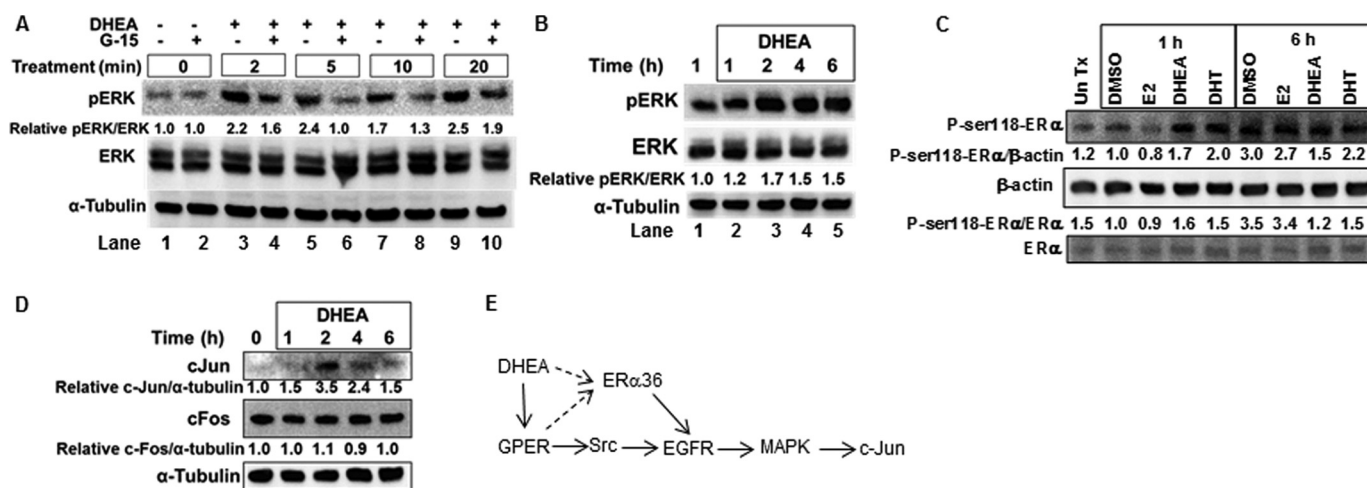 A
DHEA - - + + + + + + + +
G-15 - + - + - + - + - +
Treatment (min) 0 2 5 10 20
pERK
Relative pERK/ERK 1.0 1.0 2.2 1.6 2.4 1.0 1.7 1.3 2.5 1.9
ERK
α-Tubulin
Lane 1 2 3 4 5 6 7 8 9 10
B
DHEA
Time (h) 1 1 2 4 6
pERK
ERK
Relative pERK/ERK 1.0 1.2 1.7 1.5 1.5
α-Tubulin
Lane 1 2 3 4 5
C
1 h 6 h
Un Tx DMSO E2 DHEA DHT DMSO E2 DHEA DHT
P-ser118-ERα
P-ser118-ERα/β-actin 1.2 1.0 0.8 1.7 2.0 3.0 2.7 1.5 2.2
β-actin
P-ser118-ERα/ERα 1.5 1.0 0.9 1.6 1.5 3.5 3.4 1.2 1.5
ERα
D
DHEA
Time (h) 0 1 2 4 6
cJun
Relative c-Jun/α-tubulin 1.0 1.5 3.5 2.4 1.5
cFos
Relative c-Fos/α-tubulin 1.0 1.0 1.1 0.9 1.0
α-Tubulin
E
DHEA
ERα36
GPER Src EGFR MAPK c-Jun